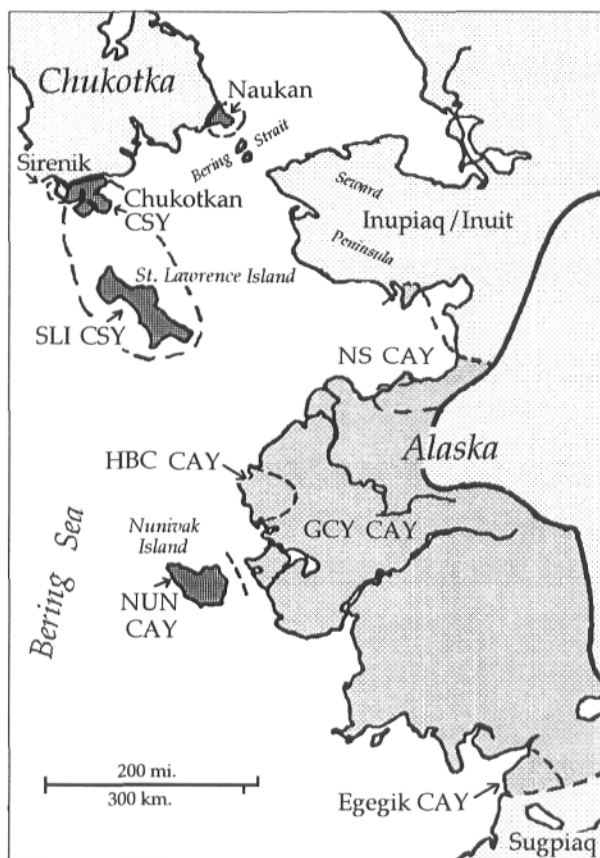 Chukotka
Naukan
Bering Strait
Sirenik
Chukotkan
CSY
Seward
Peninsula
Inupiaq/Inuit
St. Lawrence Island
SLI CSY
NS CAY
Alaska
HBC CAY
GCY CAY
Nunivak
Island
NUN
CAY
Bering Sea
200 mi.
300 km.
Egegik CAY
Sugpiaq